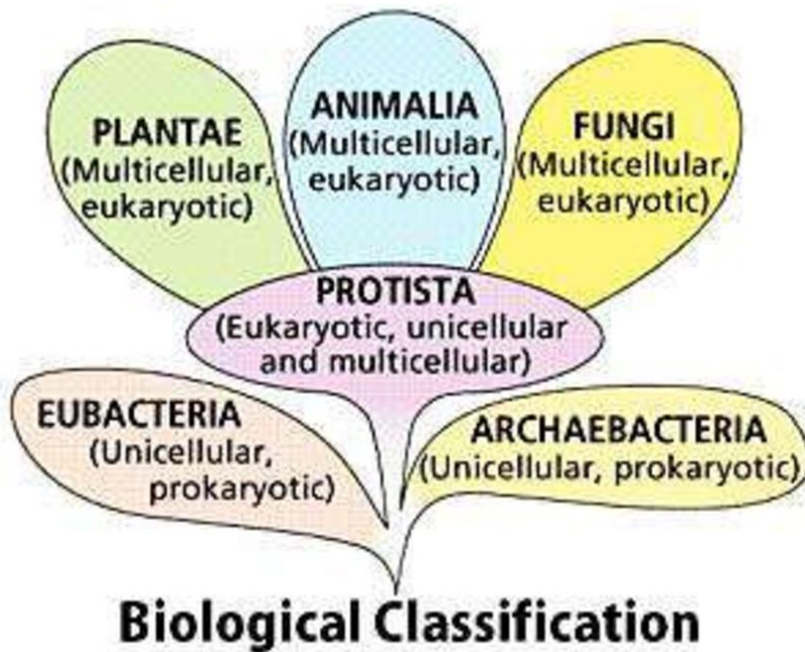 PLANTAE
(Multicellular,
eukaryotic)
ANIMALIA
(Multicellular,
eukaryotic)
FUNGI
(Multicellular,
eukaryotic)
PROTISTA
(Eukaryotic, unicellular
and multicellular)
EUBACTERIA
(Unicellular,
prokaryotic)
ARCHAEBACTERIA
(Unicellular, prokaryotic)
Biological Classification